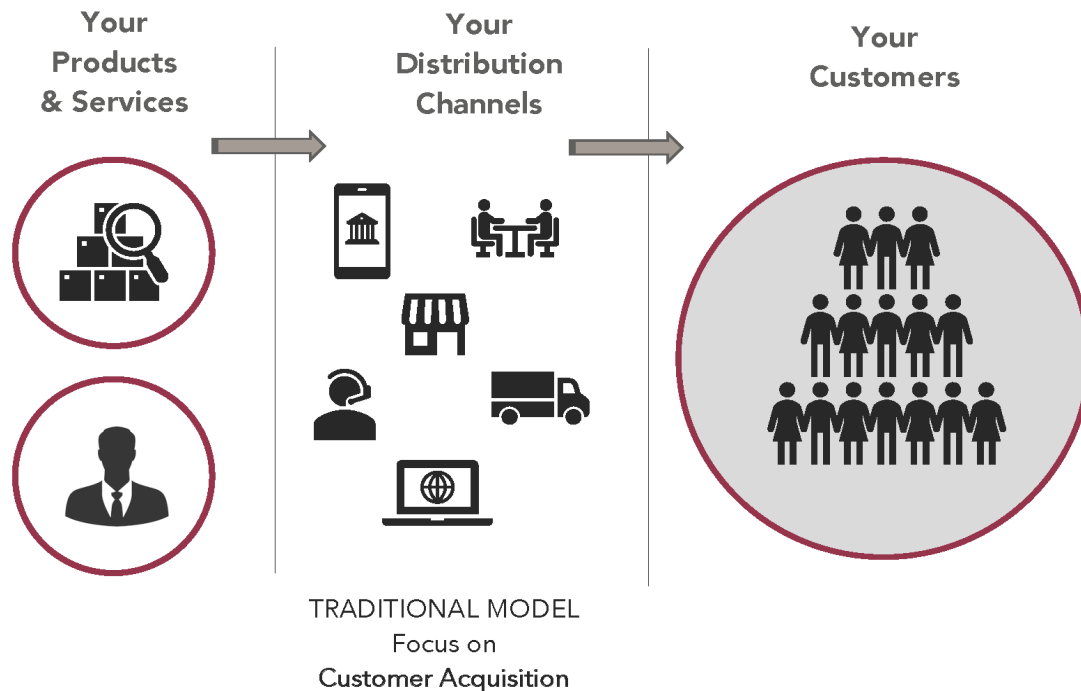 Your
Products
& Services
Your
Distribution
Channels
Your
Customers
TRADITIONAL MODEL
Focus on
Customer Acquisition